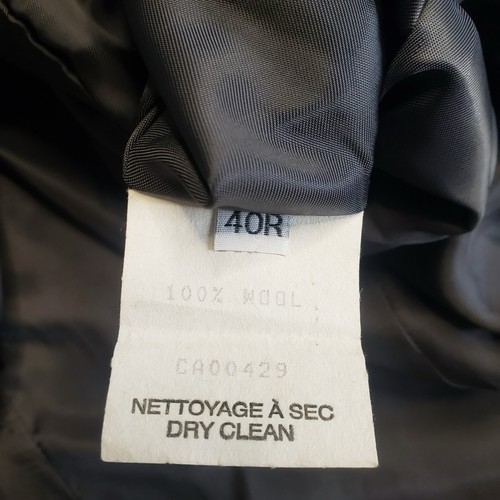 40R
100% WOOL
CA00429
NETTOYAGE À SEC
DRY CLEAN